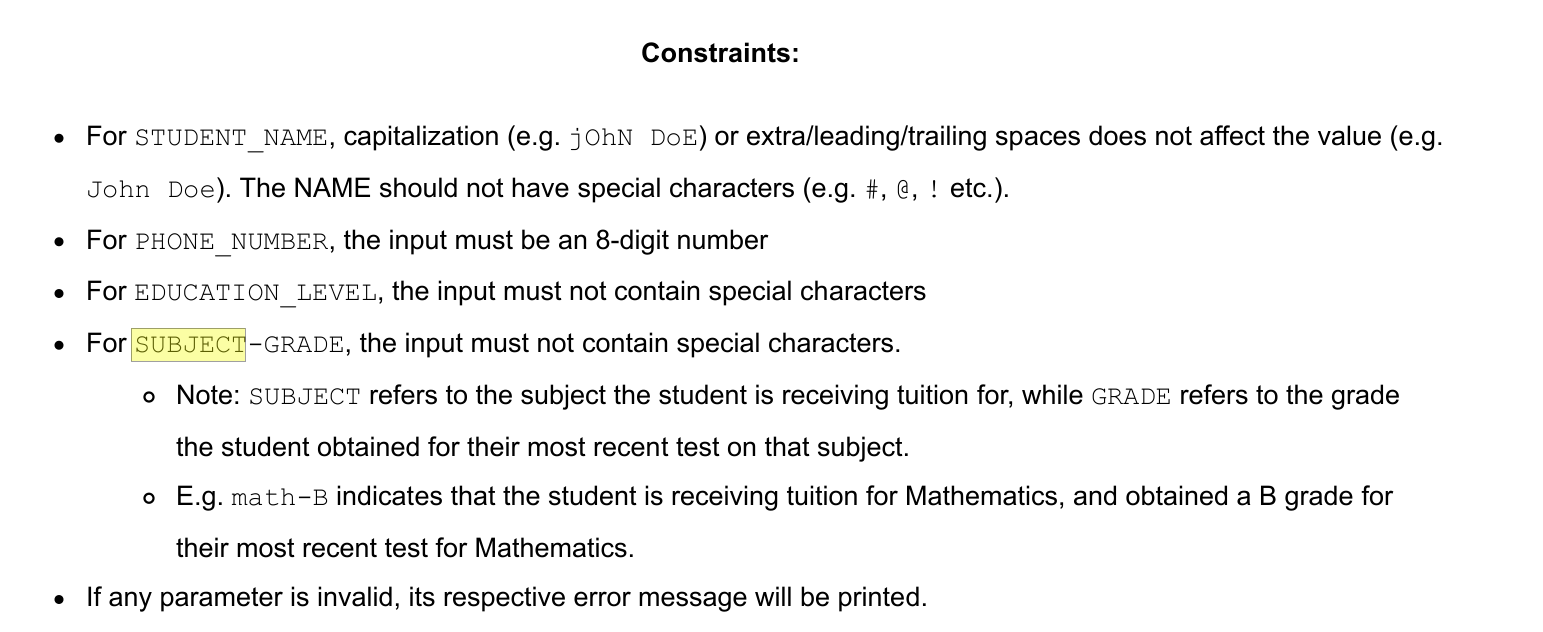 Constraints:
• For STUDENT_NAME, capitalization (e.g. jOhN DoE) or extra/leading/trailing spaces does not affect the value (e.g.
John Doe). The NAME should not have special characters (e.g. #, @, ! etc.).
• For PHONE_NUMBER, the input must be an 8-digit number
• For EDUCATION_LEVEL, the input must not contain special characters
• For SUBJECT-GRADE, the input must not contain special characters.
○ Note: SUBJECT refers to the subject the student is receiving tuition for, while GRADE refers to the grade
the student obtained for their most recent test on that subject.
○ E.g. math-B indicates that the student is receiving tuition for Mathematics, and obtained a B grade for
their most recent test for Mathematics.
• If any parameter is invalid, its respective error message will be printed.